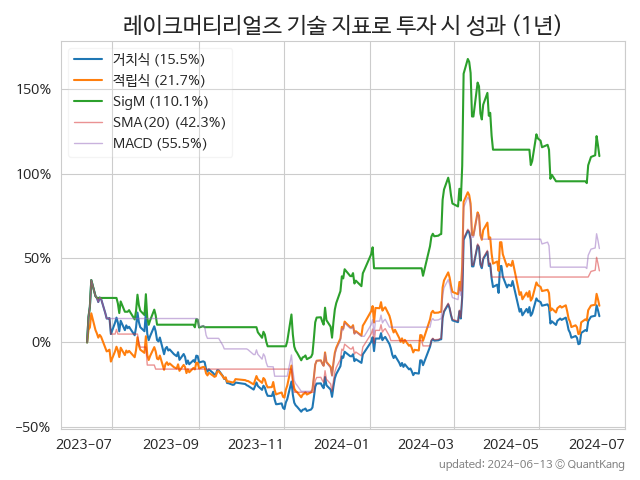 레이크머티리얼즈 기술 지표로 투자 시 성과 (1년)
거치식 (15.5%)
적립식 (21.7%)
SigM (110.1%)
SMA(20) (42.3%)
MACD (55.5%)
150%
100%
50%
0%
−50%
2023-07 2023-09 2023-11 2024-01 2024-03 2024-05 2024-07
updated: 2024-06-13 ⓒ QuantKang